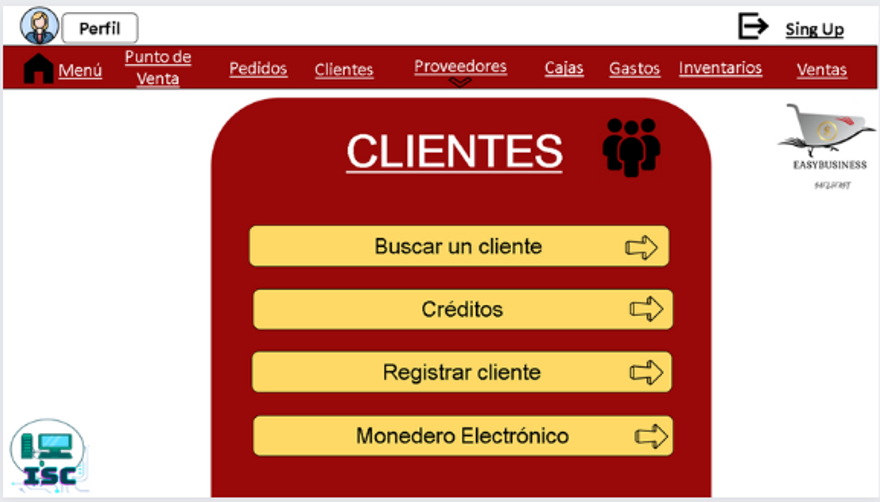 Perfil
Sing Up
Menú
Punto de
Venta
Pedidos
Clientes
Proveedores
Cajas
Gastos
Inventarios
Ventas
CLIENTES
EASYBUSINESS
Buscar un cliente
Créditos
Registrar cliente
Monedero Electrónico
ISC